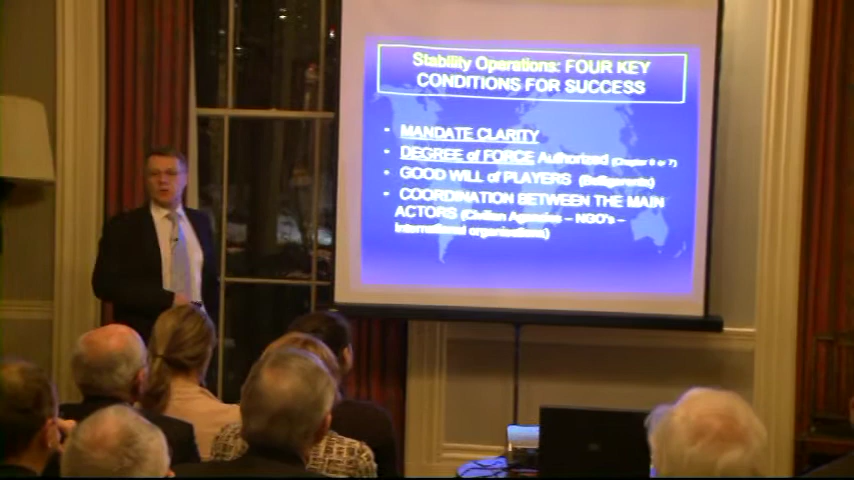 Stability Operations: FOUR KEY
CONDITIONS FOR SUCCESS
• MANDATE CLARITY
• DEGREE of FORCE Authorized (Chapter 6 or 7)
• GOOD WILL of PLAYERS (Belligerents)
• COORDINATION BETWEEN THE MAIN
ACTORS (Civilian Agencies – NGO's –
International organisations)